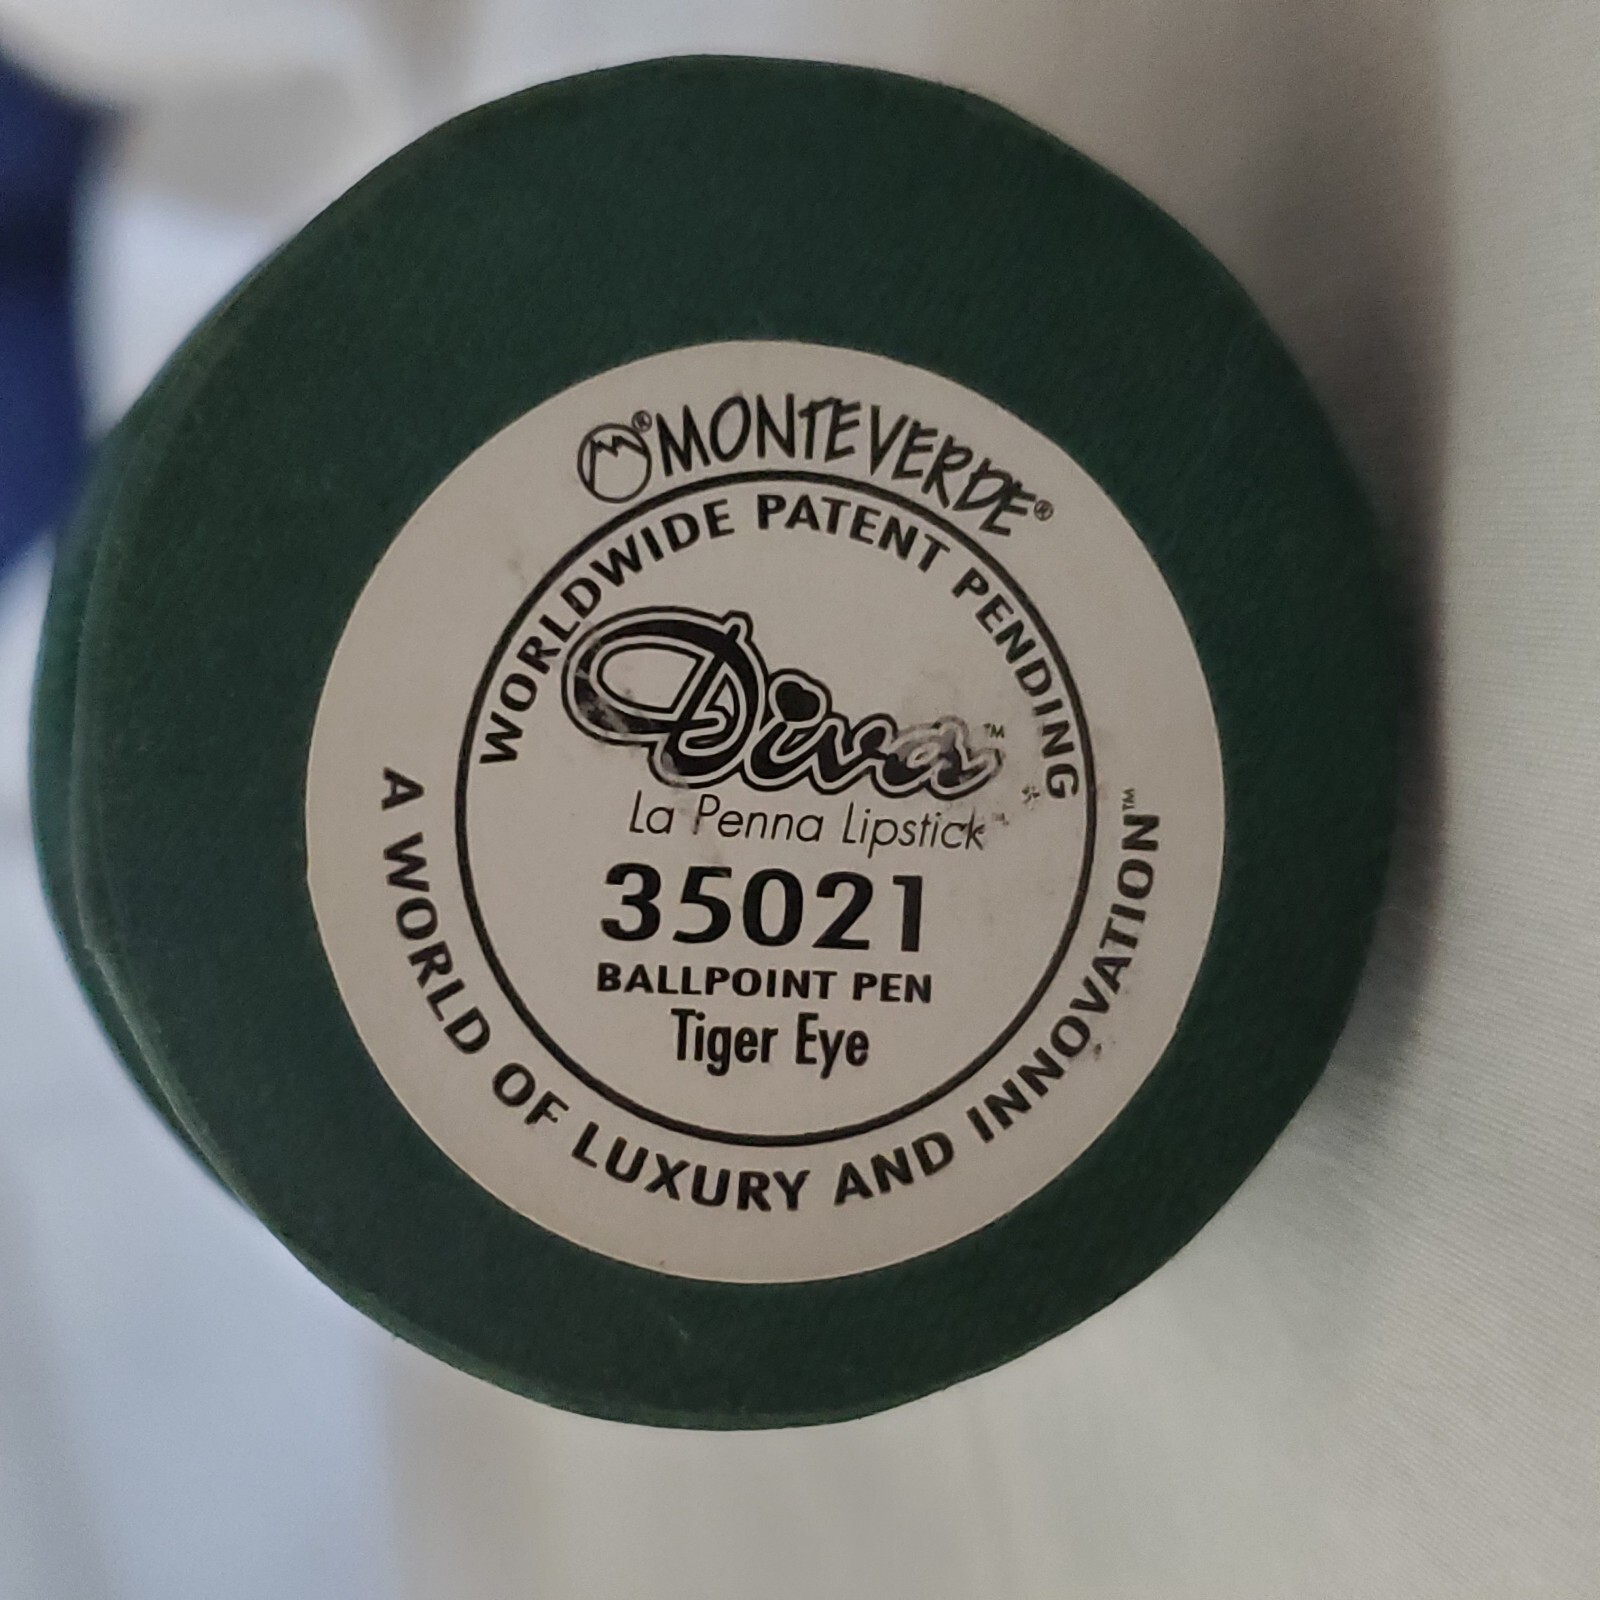 MONTEVERDE®
WORLDWIDE PATENT PENDING
Diva™
La Penna Lipstick™
35021
BALLPOINT PEN
Tiger Eye
A WORLD OF LUXURY AND INNOVATION™